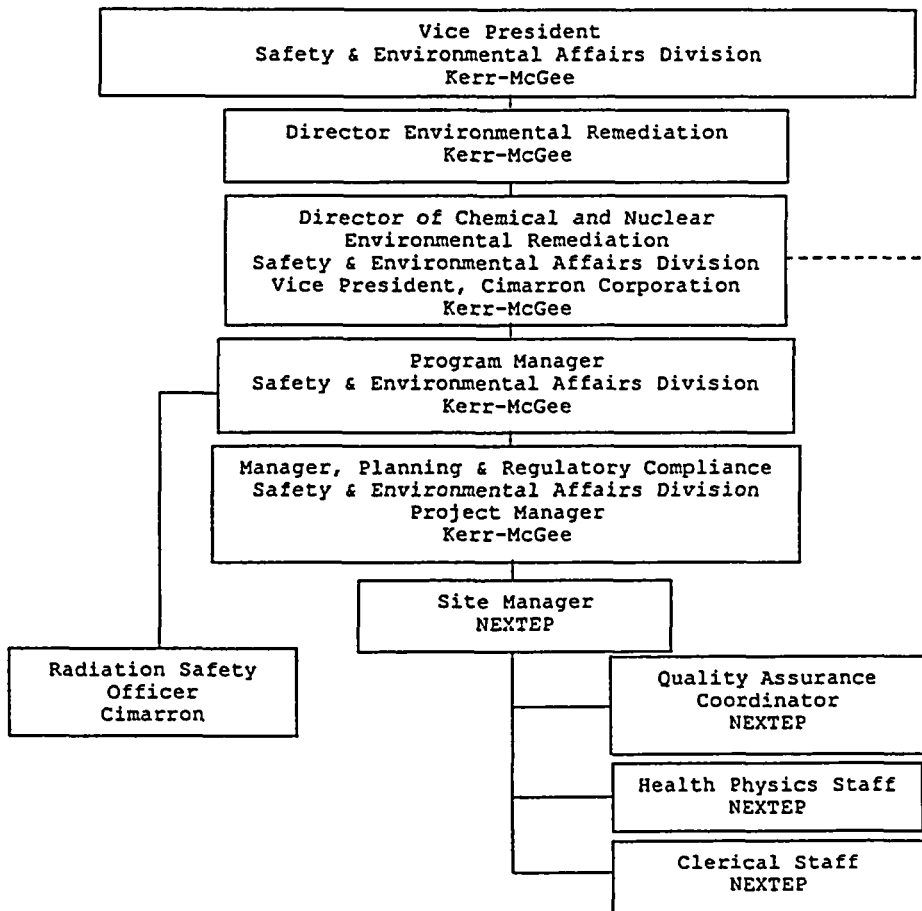 Vice President
Safety & Environmental Affairs Division
Kerr-McGee
Director Environmental Remediation
Kerr-McGee
Director of Chemical and Nuclear
Environmental Remediation
Safety & Environmental Affairs Division
Vice President, Cimarron Corporation
Kerr-McGee
Program Manager
Safety & Environmental Affairs Division
Kerr-McGee
Manager, Planning & Regulatory Compliance
Safety & Environmental Affairs Division
Project Manager
Kerr-McGee
Site Manager
NEXTEP
Radiation Safety
Officer
Cimarron
Quality Assurance
Coordinator
NEXTEP
Health Physics Staff
NEXTEP
Clerical Staff
NEXTEP